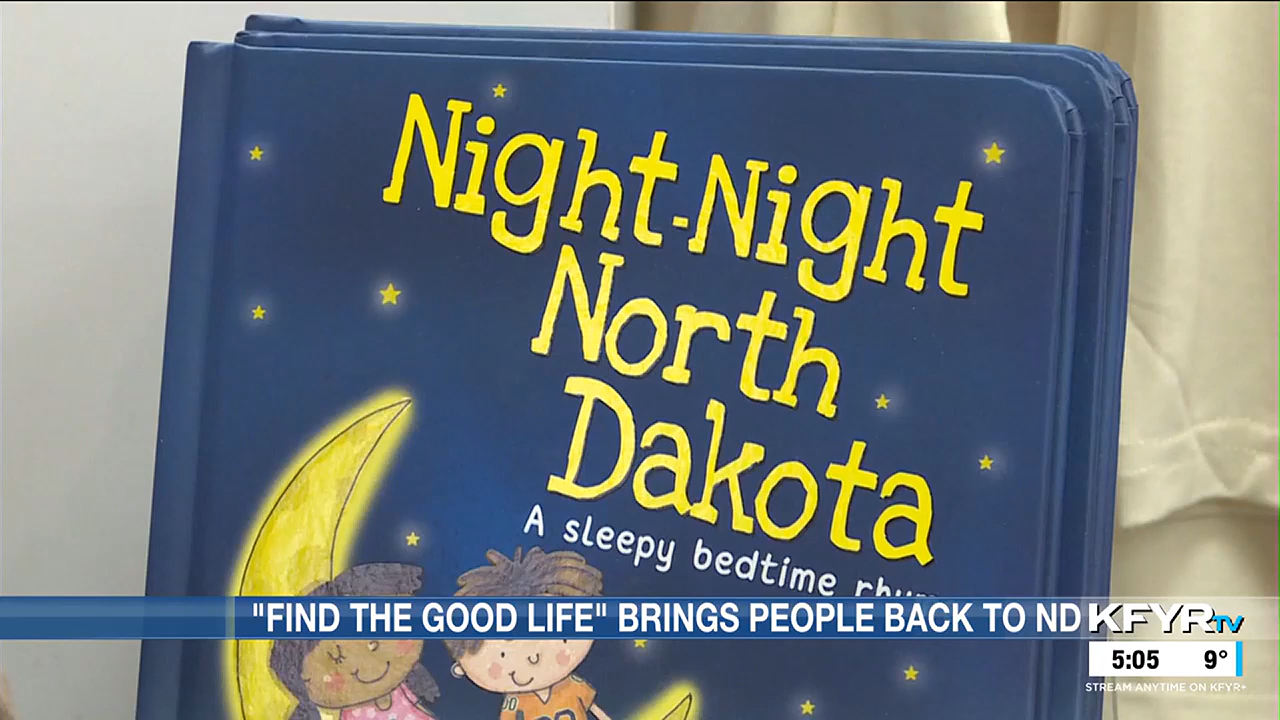 Night-Night
North
Dakota
A sleepy bedtime
"FIND THE GOOD LIFE" BRINGS PEOPLE BACK TO ND
KFYR TV
5:05 9°
STREAM ANYTIME ON KFYR+